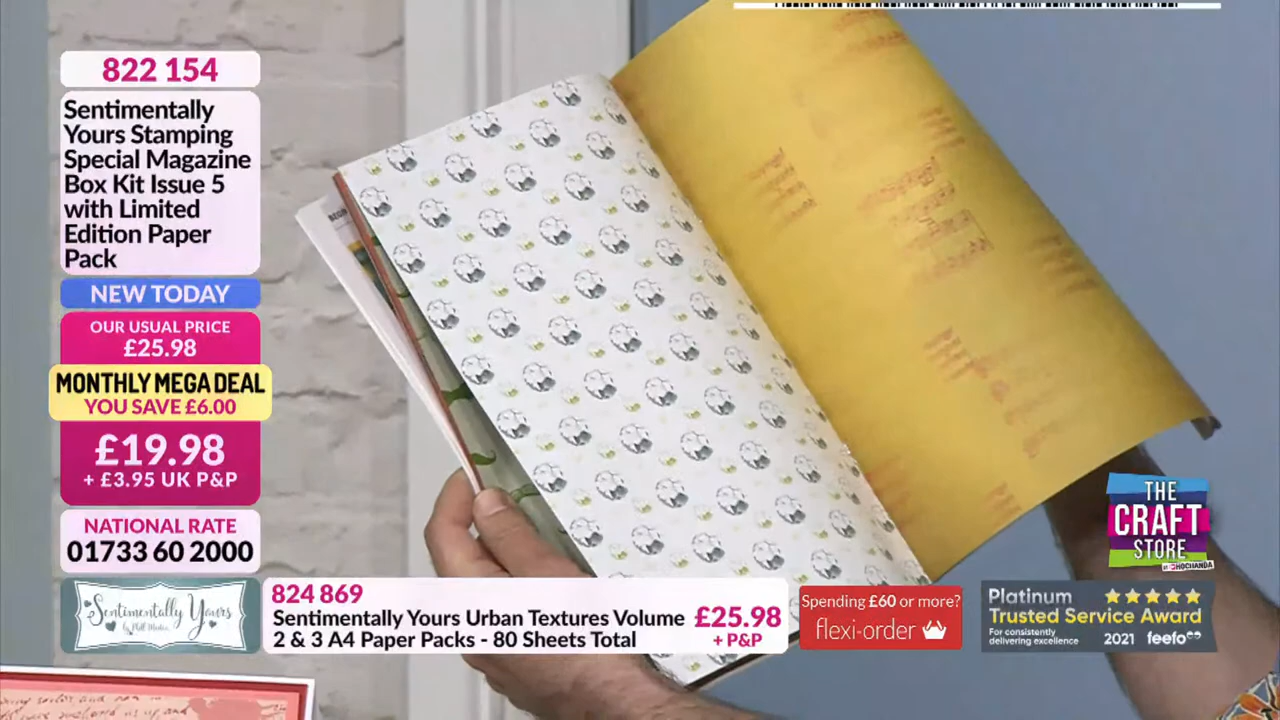 822 154
Sentimentally
Yours Stamping
Special Magazine
Box Kit Issue 5
with Limited
Edition Paper
Pack
NEW TODAY
OUR USUAL PRICE
£25.98
MONTHLY MEGA DEAL
YOU SAVE £6.00
£19.98
+ £3.95 UK P&P
NATIONAL RATE
01733 60 2000
Sentimentally Yours
824 869
Sentimentally Yours Urban Textures Volume
2 & 3 A4 Paper Packs - 80 Sheets Total
£25.98
+ P&P
Spending £60 or more?
flexi-order
THE
CRAFT
STORE
HOCHANDA
Platinum
Trusted Service Award
For consistently
delivering excellence
2021 feefo